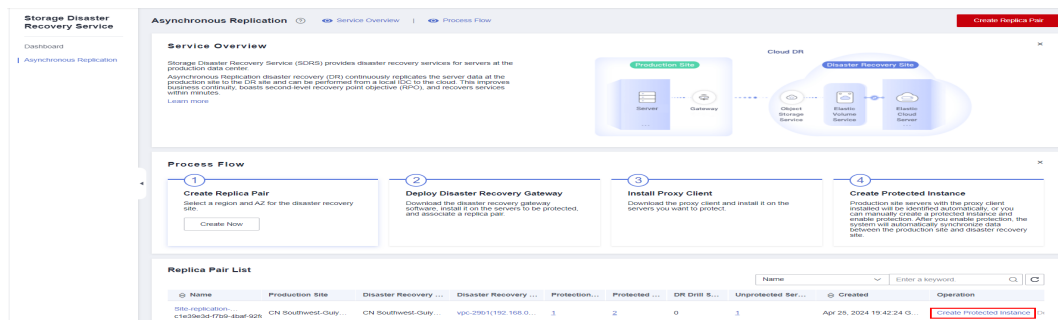 Storage Disaster
Recovery Service
Dashboard
Asynchronous Replication
Asynchronous Replication
Service Overview
Process Flow
Create Replica Pair
Service Overview
Storage Disaster Recovery Service (SDRS) provides disaster recovery services for servers at the
production data center.
Asynchronous Replication disaster recovery (DR) continuously replicates the server data at the
production site to the DR site and can be performed from a local IDC to the cloud. This improves
business continuity, boasts second-level recovery point objective (RPO), and recovers services
within minutes.
Learn more
Cloud DR
Production Site
Disaster Recovery Site
Server
Gateway
Object
Storage
Service
Elastic
Volume
Service
Elastic
Cloud
Server
Process Flow
1
Create Replica Pair
Select a region and AZ for the disaster recovery
site.
Create Now
2
Deploy Disaster Recovery Gateway
Download the disaster recovery gateway
software, install it on the servers to be protected,
and associate a replica pair.
3
Install Proxy Client
Download the proxy client and install it on the
servers you want to protect.
4
Create Protected Instance
Production site servers with the proxy client
installed will be identified automatically, or you
can manually create a protected instance and
enable protection. After you enable protection, the
system will automatically synchronize data
between the production site and disaster recovery
site.
Replica Pair List
Name
Enter a keyword.
Name Production Site Disaster Recovery ... Disaster Recovery ... Protection... Protected ... DR Drill S... Unprotected Ser... Created Operation
Site-replication-... CN Southwest-Guiy... CN Southwest-Guiy... vpc-29b1(192.168.0... 1 2 0 1 Apr 25, 2024 19:42:24 G... Create Protected Instance